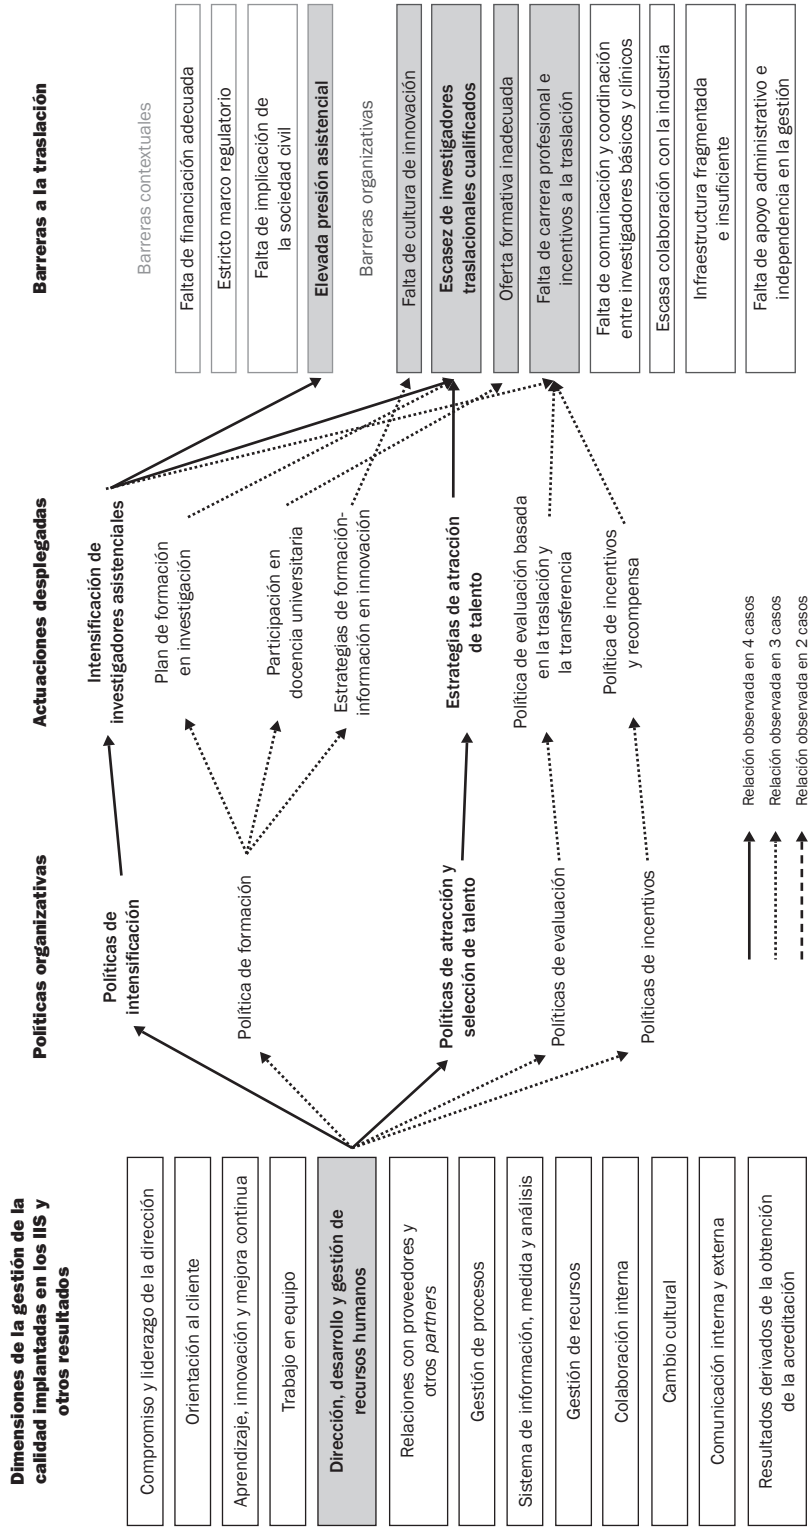 Dimensiones de la gestión de la
calidad implantadas en los IIS y
otros resultados
Compromiso y liderazgo de la dirección
Orientación al cliente
Aprendizaje, innovación y mejora continua
Trabajo en equipo
Dirección, desarrollo y gestión de
recursos humanos
Relaciones con proveedores y
otros partners
Gestión de procesos
Sistema de información, medida y análisis
Gestión de recursos
Colaboración interna
Cambio cultural
Comunicación interna y externa
Resultados derivados de la obtención
de la acreditación
Políticas organizativas
Políticas de
intensificación
Política de formación
Políticas de atracción y
selección de talento
Políticas de evaluación
Políticas de incentivos
Actuaciones desplegadas
Intensificación de
investigadores asistenciales
Plan de formación
en investigación
Participación en
docencia universitaria
Estrategias de formación-
información en innovación
Estrategias de atracción
de talento
Política de evaluación basada
en la traslación y
la transferencia
Política de incentivos
y recompensa
Barreras a la traslación
Barreras contextuales
Falta de financiación adecuada
Estricto marco regulatorio
Falta de implicación de
la sociedad civil
Elevada presión asistencial
Barreras organizativas
Falta de cultura de innovación
Escasez de investigadores
traslacionales cualificados
Oferta formativa inadecuada
Falta de carrera profesional e
incentivos a la traslación
Falta de comunicación y coordinación
entre investigadores básicos y clínicos
Escasa colaboración con la industria
Infraestructura fragmentada
e insuficiente
Falta de apoyo administrativo e
independencia en la gestión
Relación observada en 4 casos
Relación observada en 3 casos
Relación observada en 2 casos